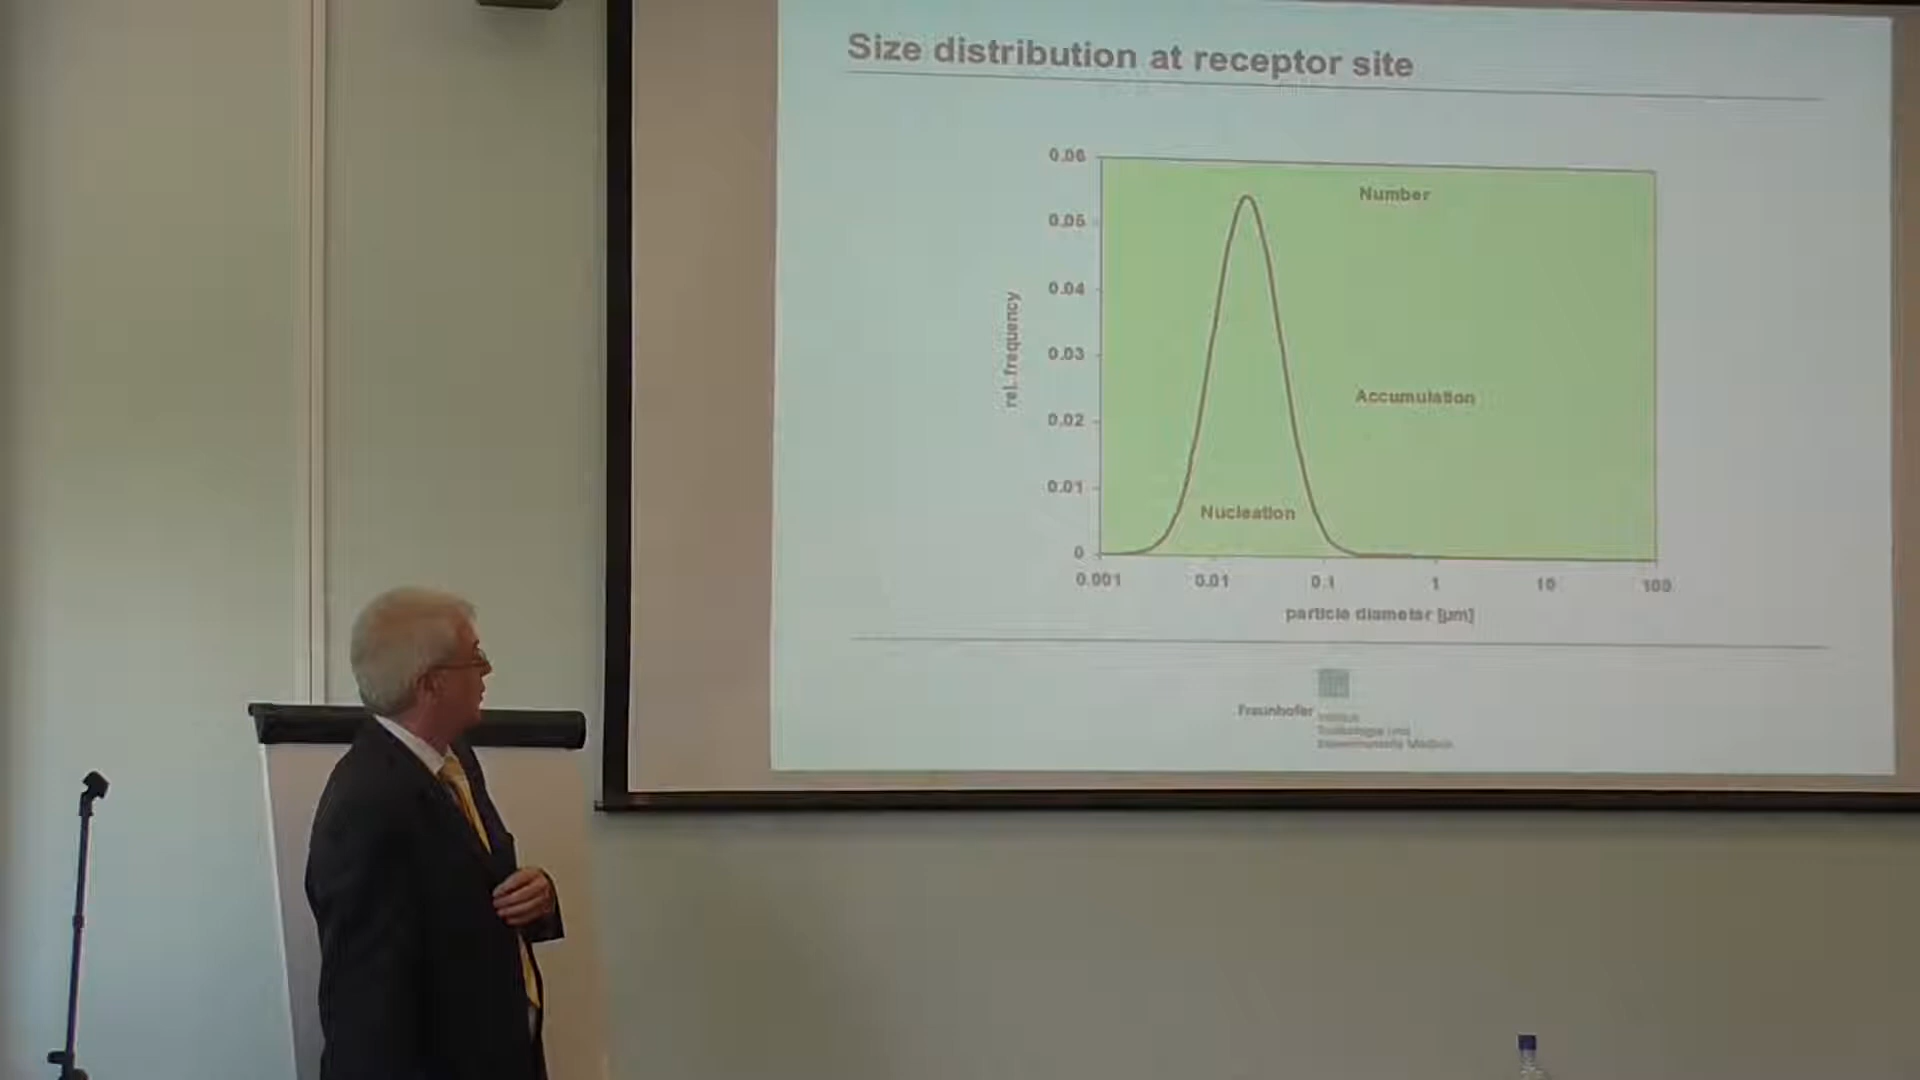 Size distribution at receptor site
0.06
Number
0.05
0.04
rel. frequency
0.03
Accumulation
0.02
0.01
Nucleation
0
0.001 0.01 0.1 1 10 100
particle diameter [µm]
Fraunhofer